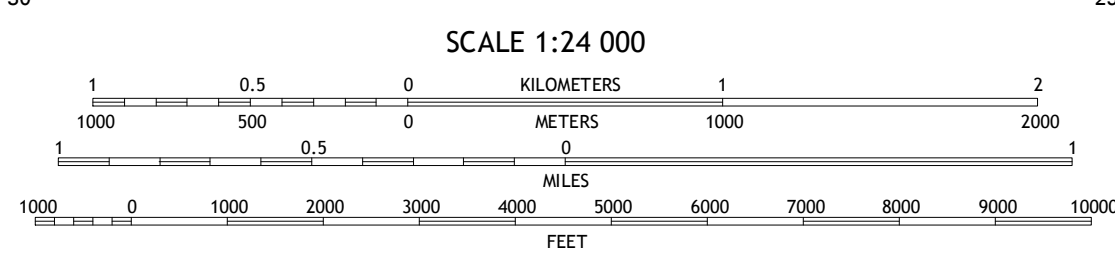 SCALE 1:24 000
1 0.5 0 KILOMETERS 1 2
1000 500 0 METERS 1000 2000
1 0.5 0 1
MILES
1000 0 1000 2000 3000 4000 5000 6000 7000 8000 9000 10000
FEET